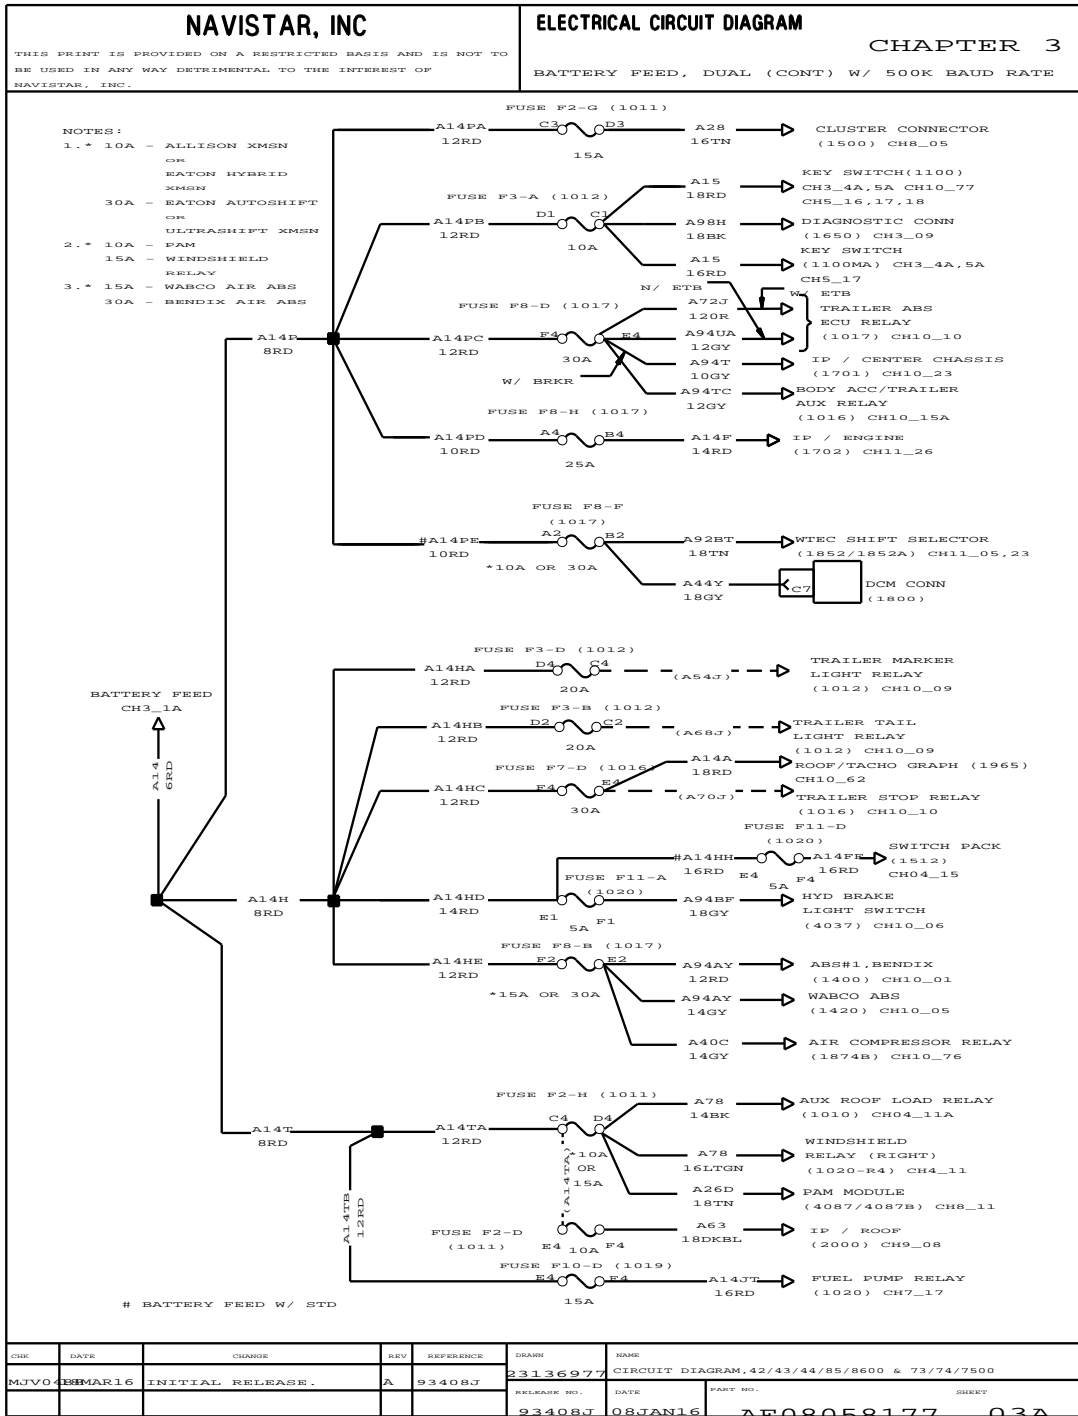 NAVISTAR, INC
THIS PRINT IS PROVIDED ON A RESTRICTED BASIS AND IS NOT TO
BE USED IN ANY WAY DETRIMENTAL TO THE INTEREST OF
NAVISTAR, INC.
ELECTRICAL CIRCUIT DIAGRAM
CHAPTER 3
BATTERY FEED, DUAL (CONT) W/ 500K BAUD RATE
NOTES:
1.* 10A - ALLISON XMSN
OR
EATON HYBRID
XMSN
30A - EATON AUTOSHIFT
OR
ULTRASHIFT XMSN
2.* 10A - PAM
15A - WINDSHIELD
RELAY
3.* 15A - WABCO AIR ABS
30A - BENDIX AIR ABS
FUSE F2-G (1011)
A14PA
12RD
C3
D3
15A
A28
16TN
CLUSTER CONNECTOR
(1500) CH8_05
FUSE F3-A (1012)
A14PB
12RD
D1
C1
10A
A15
18RD
KEY SWITCH(1100)
CH3_4A,5A CH10_77
CH5_16,17,18
A98H
18BK
DIAGNOSTIC CONN
(1650) CH3_09
A15
16RD
KEY SWITCH
(1100MA) CH3_4A,5A
CH5_17
N/ ETB
W/ ETB
A14P
8RD
FUSE F8-D (1017)
A14PC
12RD
F4
E4
30A
W/ BRKR
A72J
12OR
A94UA
12GY
TRAILER ABS
ECU RELAY
(1017) CH10_10
A94T
10GY
IP / CENTER CHASSIS
(1701) CH10_23
A94TC
12GY
BODY ACC/TRAILER
AUX RELAY
(1016) CH10_15A
FUSE F8-H (1017)
A14PD
10RD
A4
B4
25A
A14F
14RD
IP / ENGINE
(1702) CH11_26
FUSE F8-F
(1017)
#A14PE
10RD
A2
B2
*10A OR 30A
A92BT
18TN
WTEC SHIFT SELECTOR
(1852/1852A) CH11_05,23
A44Y
18GY
C7
DCM CONN
(1800)
FUSE F3-D (1012)
A14HA
12RD
D4
C4
20A
(A54J)
TRAILER MARKER
LIGHT RELAY
(1012) CH10_09
BATTERY FEED
CH3_1A
A14
6RD
FUSE F3-B (1012)
A14HB
12RD
D2
C2
20A
(A68J)
TRAILER TAIL
LIGHT RELAY
(1012) CH10_09
FUSE F7-D (1016)
A14HC
12RD
F4
E4
30A
A14A
18RD
ROOF/TACHO GRAPH (1965)
CH10_62
(A70J)
TRAILER STOP RELAY
(1016) CH10_10
FUSE F11-D
(1020)
#A14HH
16RD
E4
F4
5A
A14FE
16RD
SWITCH PACK
(1512)
CH04_15
A14H
8RD
FUSE F11-A
(1020)
A14HD
14RD
E1
F1
5A
A94BF
18GY
HYD BRAKE
LIGHT SWITCH
(4037) CH10_06
FUSE F8-B (1017)
A14HE
12RD
F2
E2
*15A OR 30A
A94AY
12RD
ABS#1,BENDIX
(1400) CH10_01
A94AY
14GY
WABCO ABS
(1420) CH10_05
A40C
14GY
AIR COMPRESSOR RELAY
(1874B) CH10_76
FUSE F2-H (1011)
A14T
8RD
A14TA
12RD
C4
D4
*10A
OR
15A
(A14TA)
A78
14BK
AUX ROOF LOAD RELAY
(1010) CH04_11A
A78
16LTGN
WINDSHIELD
RELAY (RIGHT)
(1020-R4) CH4_11
A26D
18TN
PAM MODULE
(4087/4087B) CH8_11
A14TB
12RD
FUSE F2-D
(1011)
E4
F4
10A
A63
18DKBL
IP / ROOF
(2000) CH9_08
FUSE F10-D (1019)
E4
F4
15A
A14JT
16RD
FUEL PUMP RELAY
(1020) CH7_17
# BATTERY FEED W/ STD
CHK DATE CHANGE REV REFERENCE
INITIAL RELEASE. A 93408J
DRAWN
23136977
NAME
CIRCUIT DIAGRAM,42/43/44/85/8600 & 73/74/7500
RELEASE NO.
93408J
DATE
08JAN16
PART NO. SHEET
AE08058177 03A